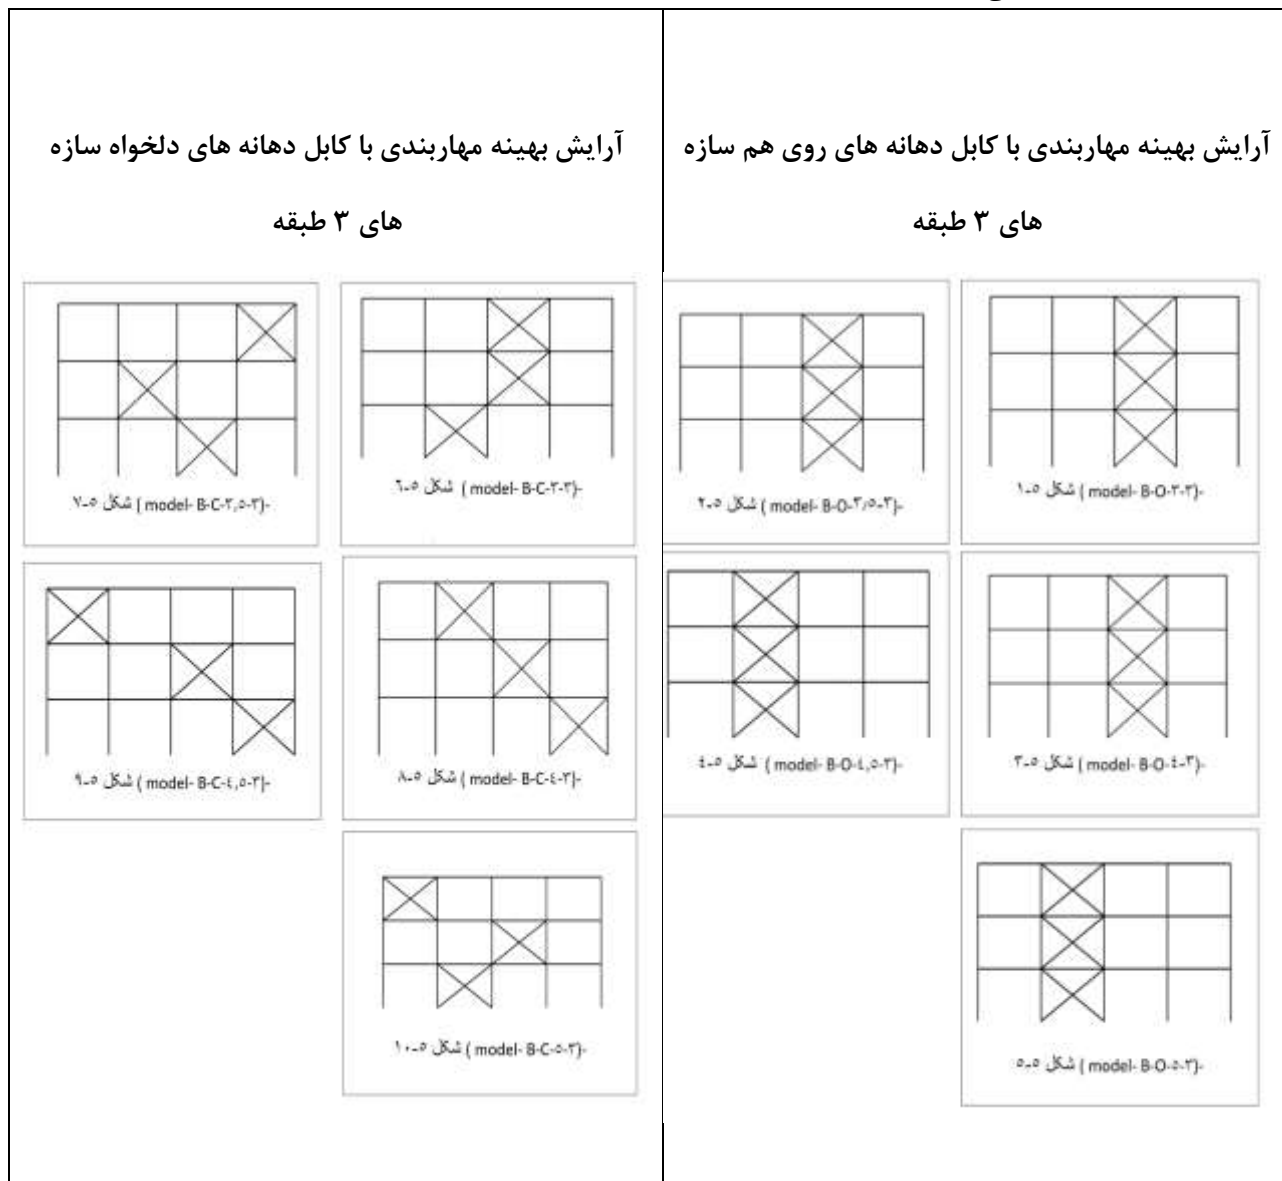 آرایش بهینه مهاربندی با کابل دهانه های روی هم سازه
های ۳ طبقه
-(model- B-O-۳-۳) شکل ۵-۱
-(model- B-O-۳٫۵-۳) شکل ۵-۲
-(model- B-O-٤-۳) شکل ۵-۳
-(model- B-O-٤,۵-۳) شکل ۵-٤
-(model- B-O-۵-۳) شکل ۵-۵
آرایش بهینه مهاربندی با کابل دهانه های دلخواه سازه
های ۳ طبقه
-(model- B-C-۳-۳) شکل ۵-٦
-(model- B-C-۳,۵-۳) شکل ۵-۷
-(model- B-C-٤-۳) شکل ۵-۸
-(model- B-C-٤,۵-۳) شکل ۵-۹
-(model- B-C-۵-۳) شکل ۵-۱۰